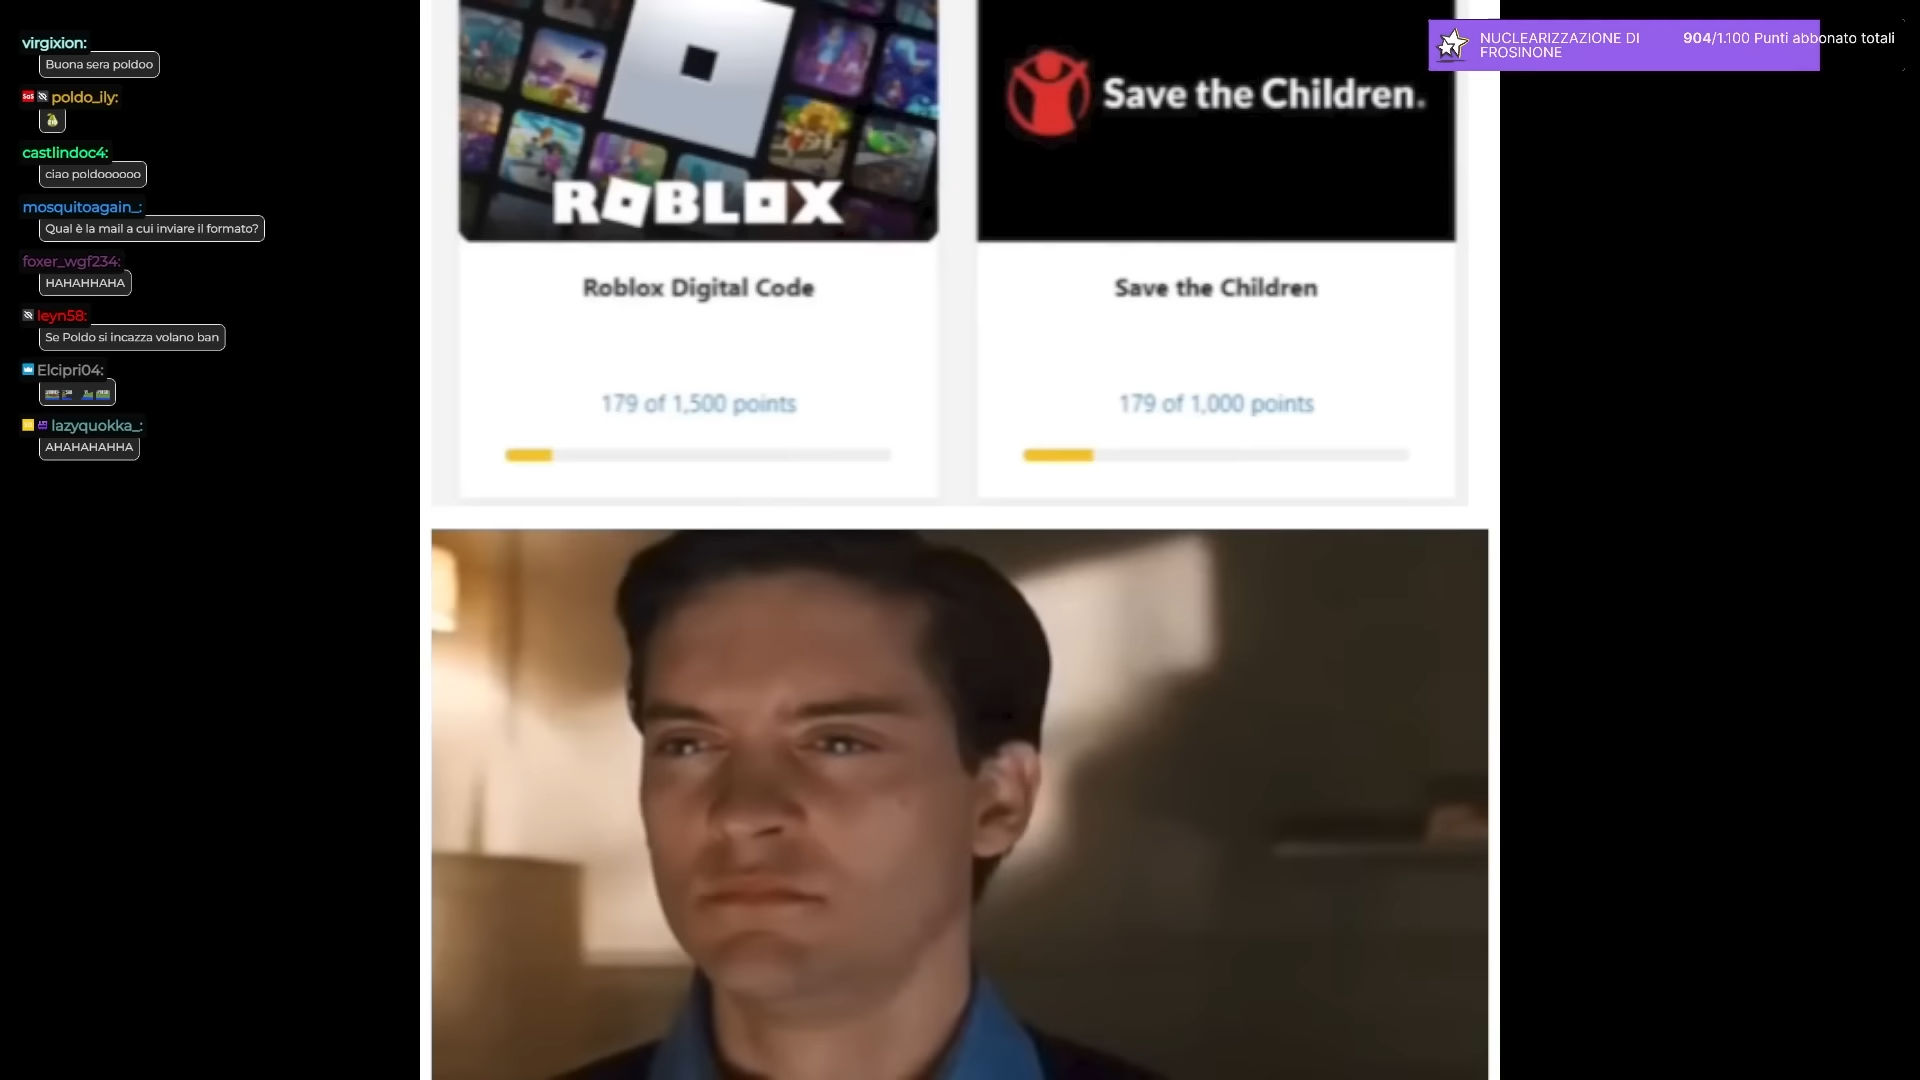 virgixion:
Buona sera poldoo
poldo_ily:
castlindoc4:
ciao poldoooooo
mosquitoagain_:
Qual è la mail a cui inviare il formato?
foxer_wgf234:
HAHAHHAHA
leyn58:
Se Poldo si incazza volano ban
Elcipri04:
lazyquokka_:
AHAHAHAHHA
ROBLOX
Save the Children.
Roblox Digital Code
Save the Children
179 of 1,500 points
179 of 1,000 points
NUCLEARIZZAZIONE DI
FROSINONE
904/1.100 Punti abbonato totali